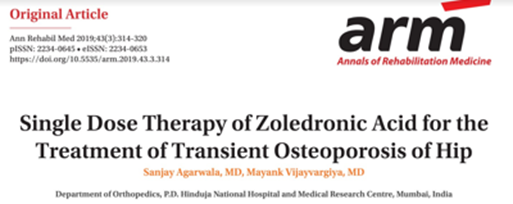 Original Article
Ann Rehabil Med 2019;43(3):314-320
pISSN: 2234-0645 • eISSN: 2234-0653
https://doi.org/10.5535/arm.2019.43.3.314
arm
Annals of Rehabilitation Medicine
Single Dose Therapy of Zoledronic Acid for the
Treatment of Transient Osteoporosis of Hip
Sanjay Agarwala, MD, Mayank Vijayvargiya, MD
Department of Orthopedics, P.D. Hinduja National Hospital and Medical Research Centre, Mumbai, India